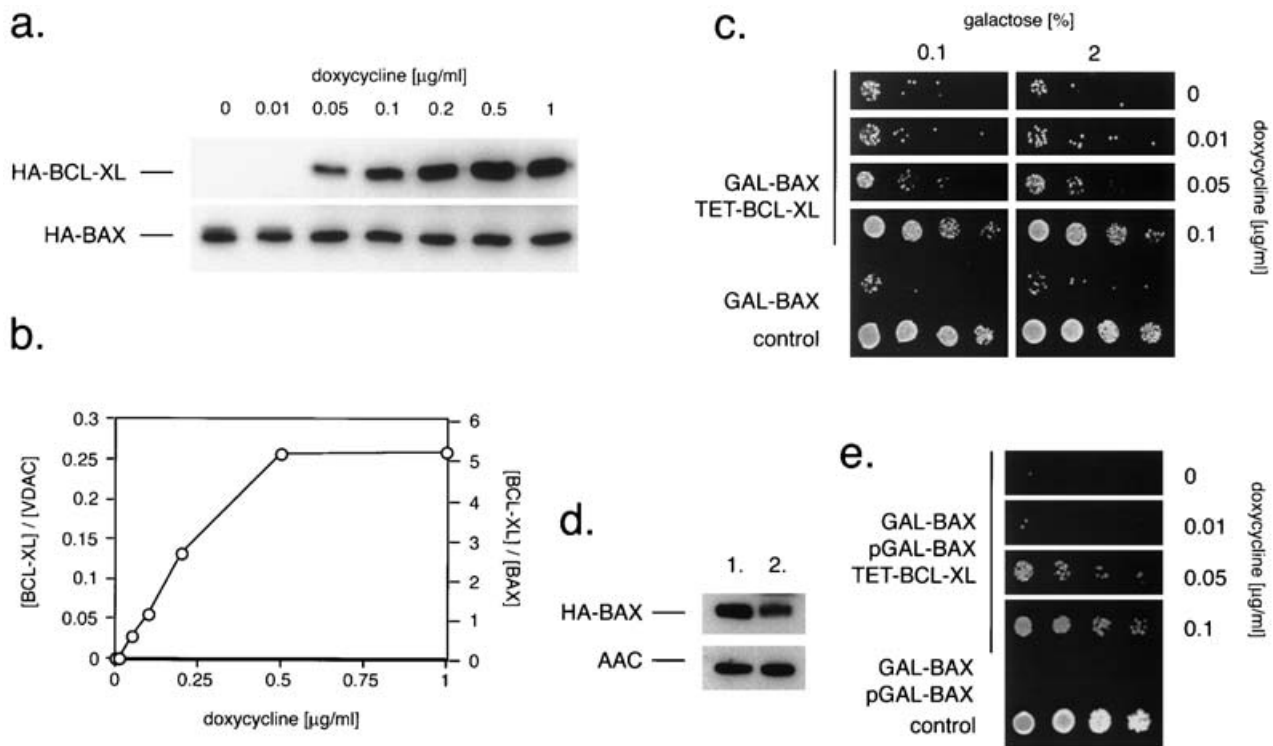 a.
doxycycline [µg/ml]
0 0.01 0.05 0.1 0.2 0.5 1
HA-BCL-XL
HA-BAX
b.
0.3
0.25
0.2
0.15
0.1
0.05
0
[BCL-XL] / [VDAC]
6
5
4
3
2
1
0
[BCL-XL] / [BAX]
0 0.25 0.5 0.75 1
doxycycline [µg/ml]
c.
galactose [%]
0.1 2
0
0.01
0.05
0.1
doxycycline [µg/ml]
GAL-BAX
TET-BCL-XL
GAL-BAX
control
d.
1. 2.
HA-BAX
AAC
e.
0
0.01
0.05
0.1
doxycycline [µg/ml]
GAL-BAX
pGAL-BAX
TET-BCL-XL
GAL-BAX
pGAL-BAX
control